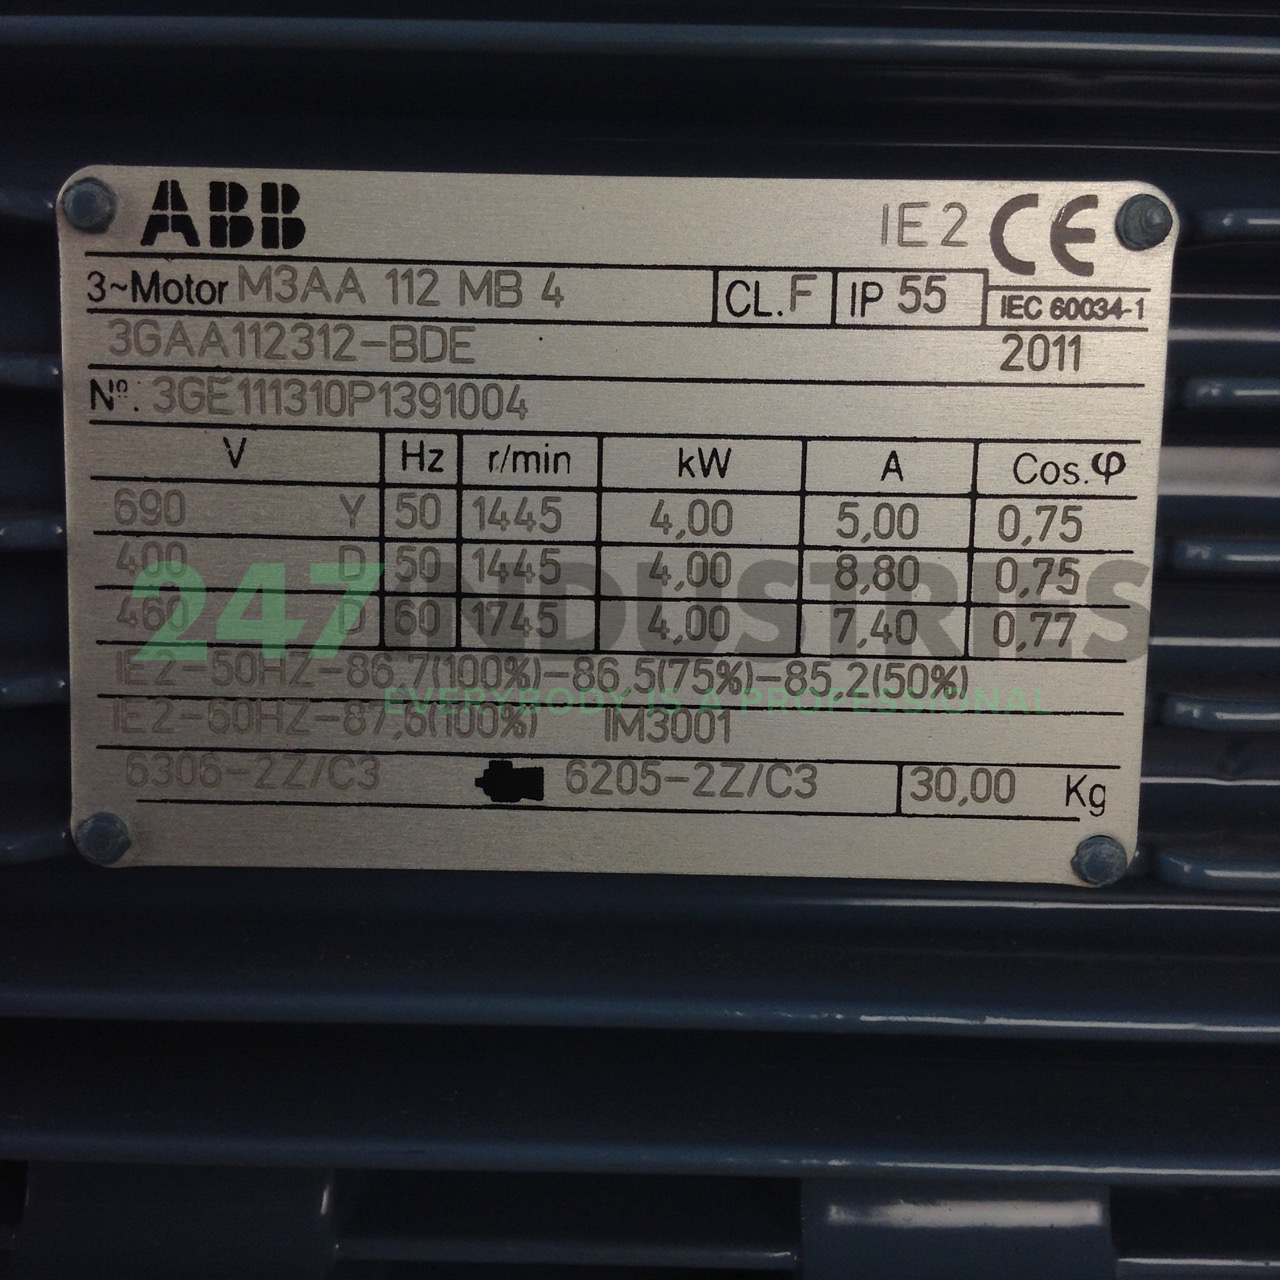 ABB IE2 CE
3~Motor M3AA 112 MB 4 CL. F IP 55 IEC 60034-1
3GAA112312-BDE 2011
Nº. 3GE111310P1391004
V Hz r/min kW A Cos.φ
690 Y 50 1445 4,00 5,00 0,75
400 D 50 1445 4,00 8,80 0,75
460 D 60 1745 4,00 7,40 0,77
247 INDUSTRIES
IE2-50HZ-86,7(100%)-86,5(75%)-85,2(50%)
EVERYBODY IS A PROFESSIONAL
IE2-60HZ-87,6(100%) IM3001
6306-2Z/C3 6205-2Z/C3 30,00 Kg